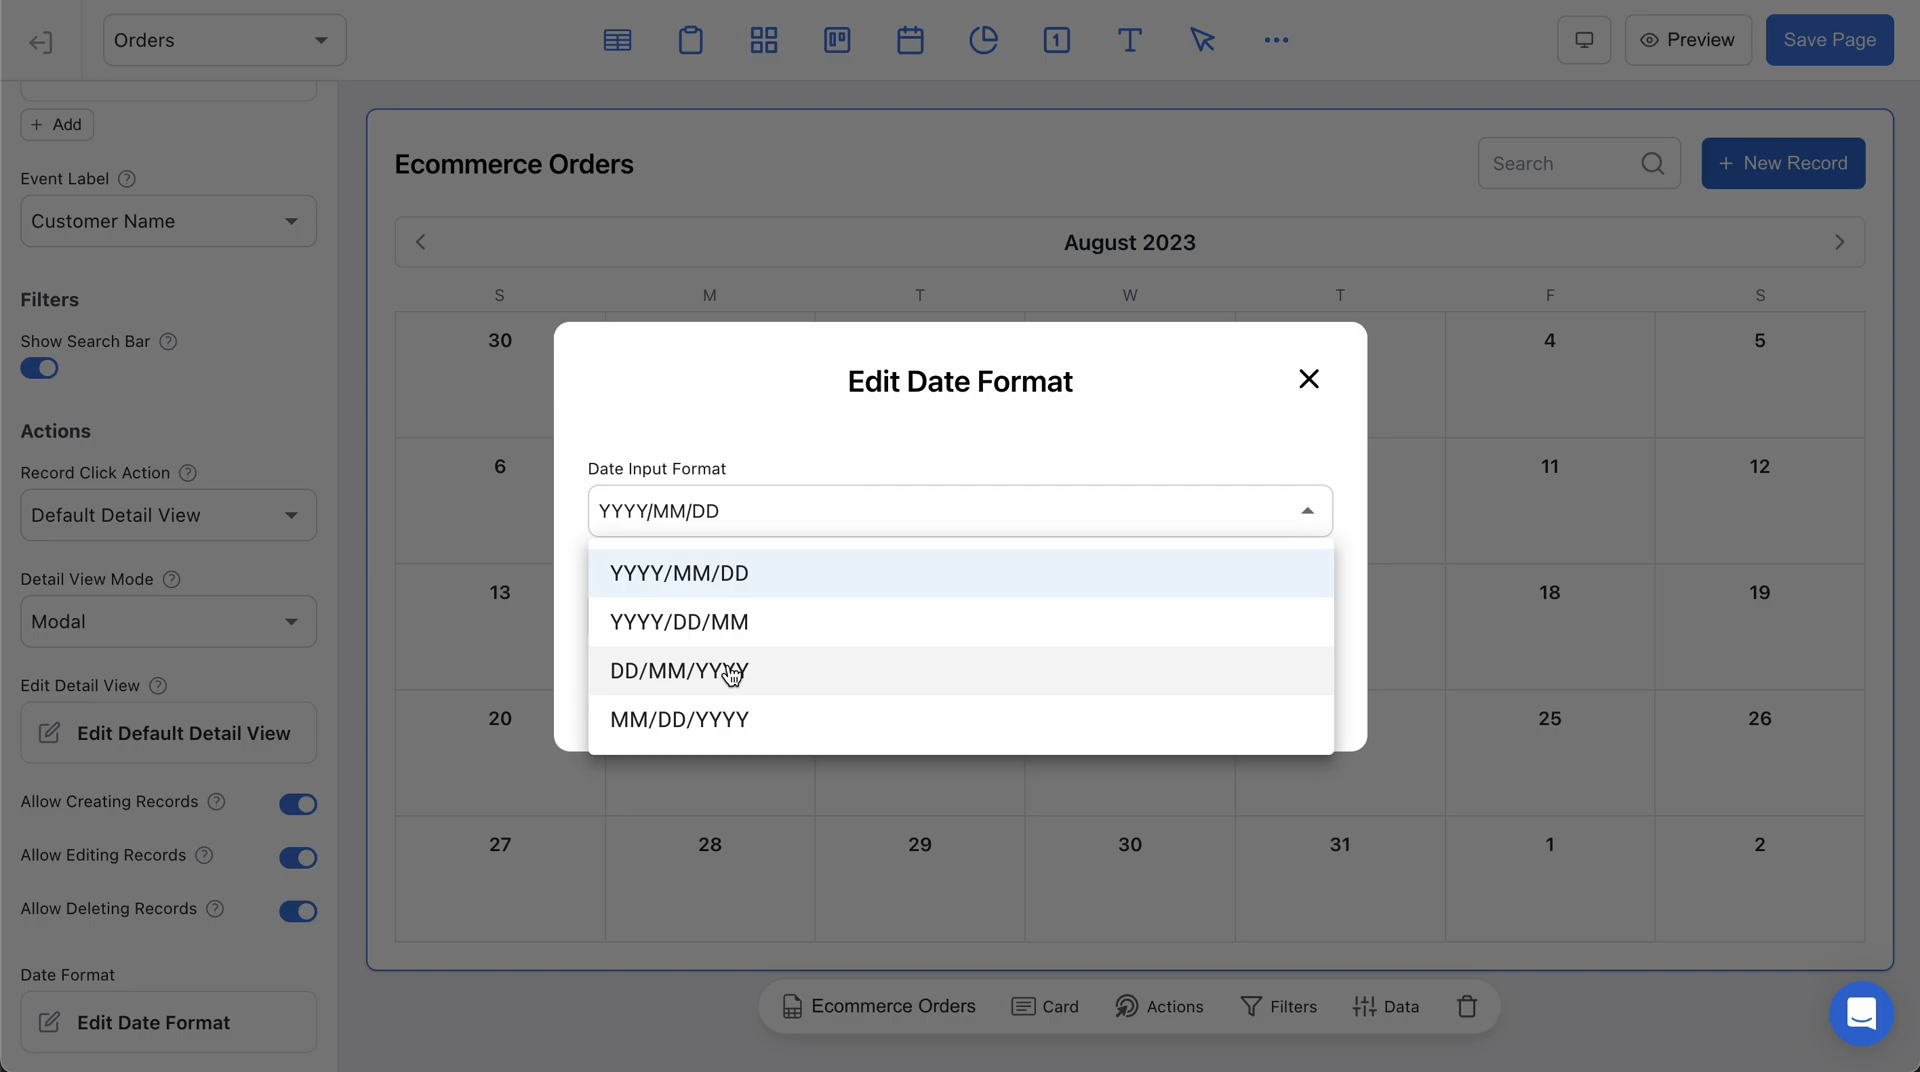 Orders
1
Preview
Save Page
+ Add
Event Label
Customer Name
Filters
Show Search Bar
Actions
Record Click Action
Default Detail View
Detail View Mode
Modal
Edit Detail View
Edit Default Detail View
Allow Creating Records
Allow Editing Records
Allow Deleting Records
Date Format
Edit Date Format
Ecommerce Orders
Search
+ New Record
August 2023
S M T W T F S
30 4 5
6 11 12
13 18 19
20 25 26
27 28 29 30 31 1 2
Edit Date Format
Date Input Format
YYYY/MM/DD
YYYY/MM/DD
YYYY/DD/MM
DD/MM/YYYY
MM/DD/YYYY
Ecommerce Orders Card Actions Filters Data